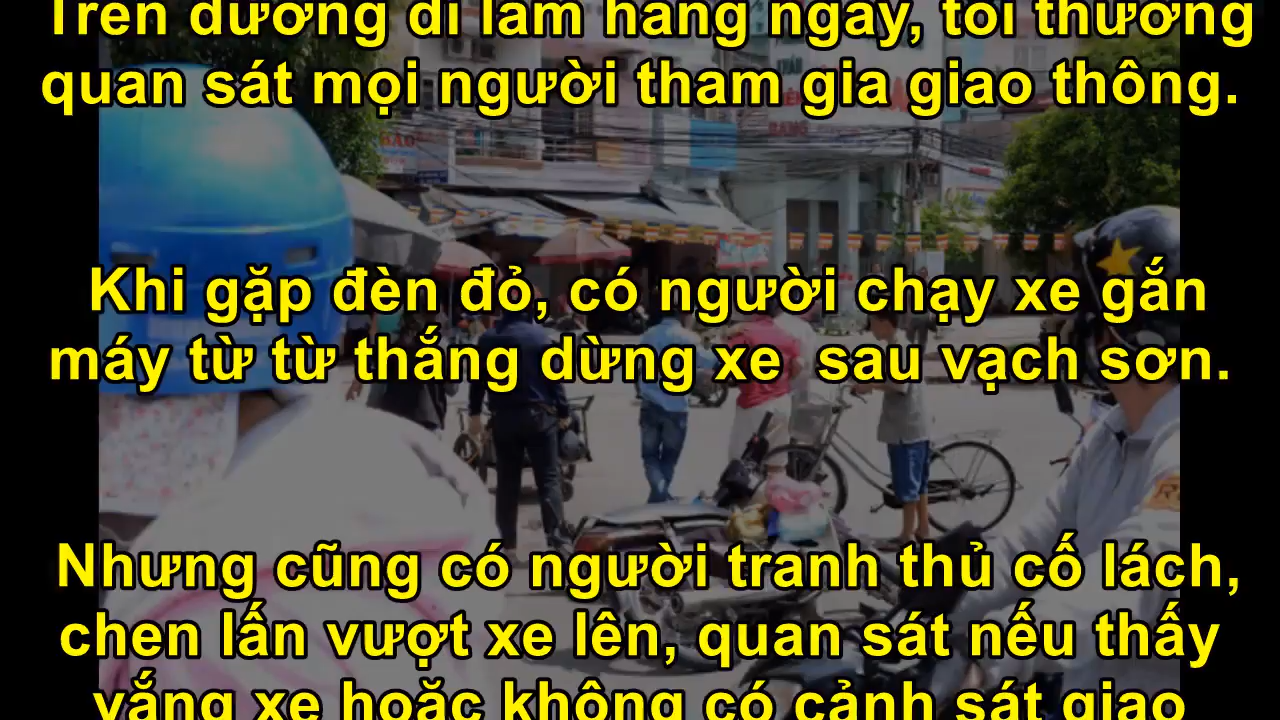 Trên đường đi làm hàng ngày, tôi thường
quan sát mọi người tham gia giao thông.
Khi gặp đèn đỏ, có người chạy xe gắn
máy từ từ thắng dừng xe sau vạch sơn.
Nhưng cũng có người tranh thủ cố lách,
chen lấn vượt xe lên, quan sát nếu thấy
vắng xe hoặc không có cảnh sát giao